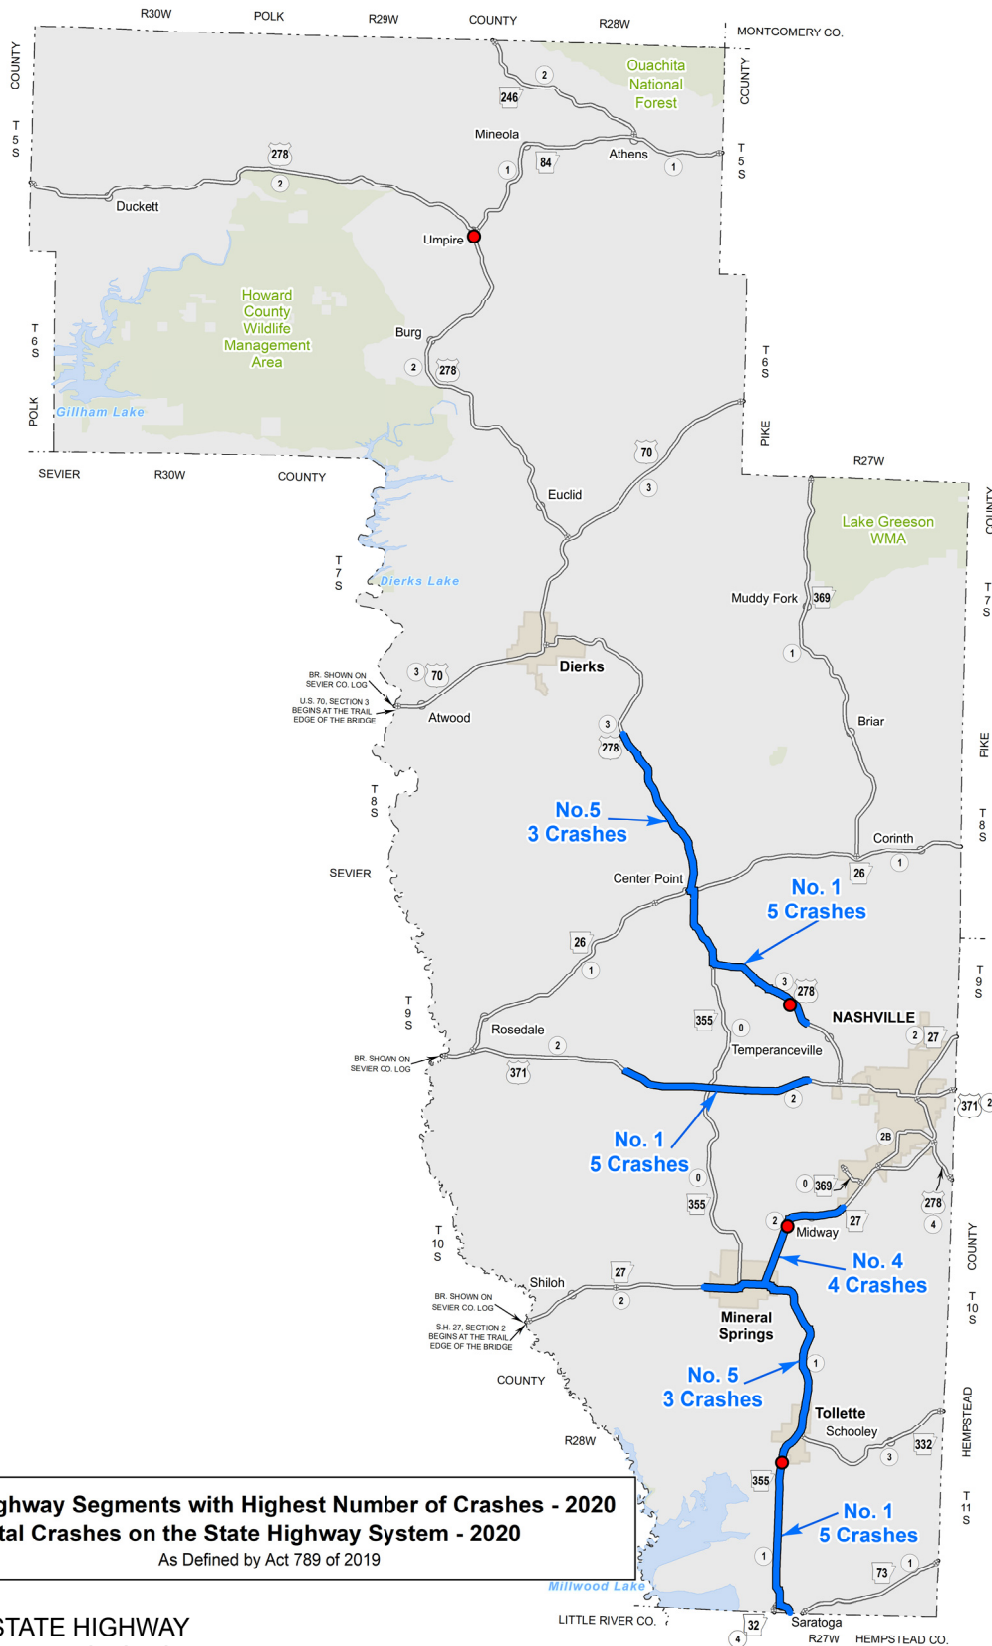 R30W
POLK
R29W
COUNTY
R28W
MONTGOMERY CO.
COUNTY
T
5
S
Ouachita
National
Forest
COUNTY
2
246
Mineola
Athens
84
1
1
T
5
S
278
2
Duckett
Umpire
Howard
County
Wildlife
Management
Area
Burg
2
278
T
6
S
POLK
Gillham Lake
T
6
S
PIKE
SEVIER
R30W
COUNTY
70
3
R27W
Euclid
COUNTY
Lake Greeson
WMA
T
7
S
Dierks Lake
Muddy Fork
369
T
7
S
1
Dierks
BR. SHOWN ON
SEVIER CO. LOG
3
70
U.S. 70, SECTION 3
BEGINS AT THE TRAIL
EDGE OF THE BRIDGE
Atwood
3
278
Briar
PIKE
T
8
S
No.5
3 Crashes
T
8
S
Corinth
1
26
SEVIER
Center Point
No. 1
5 Crashes
26
1
T
9
S
3
278
T
9
S
Rosedale
355
0
NASHVILLE
2
27
Temperanceville
BR. SHOWN ON
SEVIER CO. LOG
2
371
2
371
2
No. 1
5 Crashes
2B
0
369
278
4
0
355
2
27
Midway
T
10
S
COUNTY
No. 4
4 Crashes
Shiloh
27
2
T
10
S
BR. SHOWN ON
SEVIER CO. LOG
S.H. 27, SECTION 2
BEGINS AT THE TRAIL
EDGE OF THE BRIDGE
Mineral
Springs
COUNTY
No. 5
3 Crashes
1
HEMPSTEAD
Tollette
Schooley
332
3
R28W
355
T
11
S
No. 1
5 Crashes
ghway Segments with Highest Number of Crashes - 2020
tal Crashes on the State Highway System - 2020
As Defined by Act 789 of 2019
1
73
1
Millwood Lake
STATE HIGHWAY
LITTLE RIVER CO.
32
4
Saratoga
R27W
HEMPSTEAD CO.